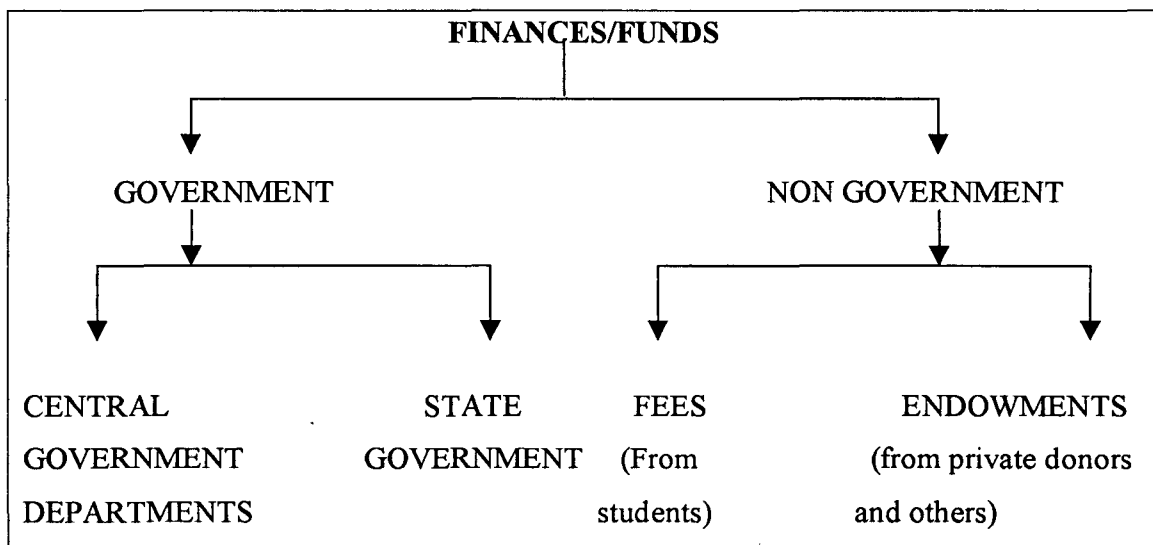 FINANCES/FUNDS
GOVERNMENT NON GOVERNMENT
CENTRAL STATE FEES ENDOWMENTS
GOVERNMENT GOVERNMENT (From (from private donors
DEPARTMENTS students) and others)